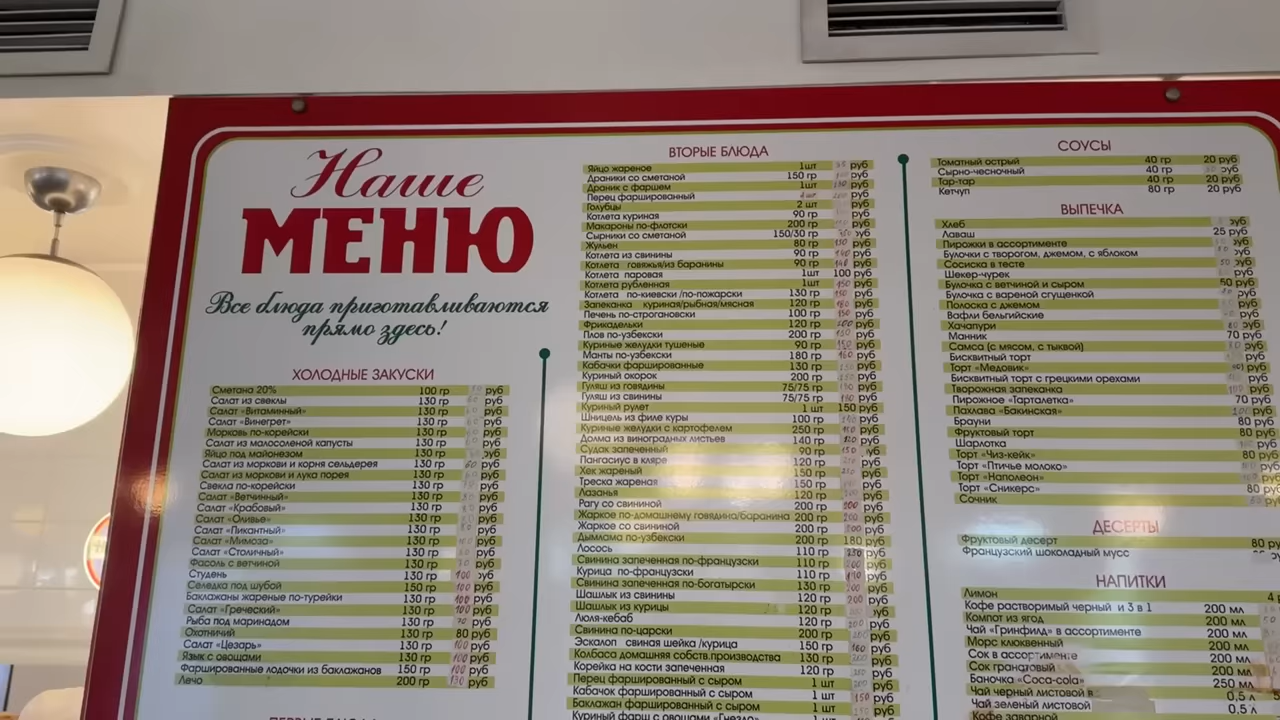 Наше
МЕНЮ
Все блюда приготавливаются
прямо здесь!
ХОЛОДНЫЕ ЗАКУСКИ
Сметана 20% 100 гр руб
Салат из свеклы 130 гр руб
Салат «Витаминный» 130 гр руб
Салат «Винегрет» 130 гр руб
Морковь по-корейски 130 гр руб
Салат из малосоленой капусты 130 гр руб
Яйцо под майонезом 130 гр руб
Салат из моркови и корня сельдерея 130 гр руб
Салат из моркови и лука порея 130 гр руб
Свекла по-корейски 130 гр руб
Салат «Ветчинный» 130 гр руб
Салат «Крабовый» 130 гр руб
Салат «Оливье» 130 гр руб
Салат «Пикантный» 130 гр руб
Салат «Мимоза» 130 гр руб
Салат «Столичный» 130 гр руб
Фасоль с ветчиной 130 гр руб
Студень 130 гр 100 руб
Селедка под шубой 150 гр 100 руб
Баклажаны жареные по-турейки 130 гр 100 руб
Салат «Греческий» 130 гр 100 руб
Рыба под маринадом 130 гр руб
Охотничий 130 гр 80 руб
Салат «Цезарь» 130 гр 100 руб
Язык с овощами 130 гр 100 руб
Фаршированные лодочки из баклажанов 150 гр 100 руб
Лечо 200 гр 130 руб
ВТОРЫЕ БЛЮДА
Яйцо жареное 1шт руб
Драники со сметаной 150 гр руб
Драник с фаршем 1шт руб
Перец фаршированный руб
Голубцы 2 шт руб
Котлета куриная 90 гр руб
Макароны по-флотски 200 гр руб
Сырники со сметаной 150/30 гр руб
Жульен 80 гр 130 руб
Котлета из свинины 90 гр 140 руб
Котлета говяжья/из баранины 90 гр 140 руб
Котлета паровая 1шт 100 руб
Котлета рубленная 1шт 150 руб
Котлета по-киевски /по-пожарски 130 гр 150 руб
Запеканка куриная/рыбная/мясная 120 гр руб
Печень по-строгановски 100 гр 150 руб
Фрикадельки 120 гр руб
Плов по-узбекски 200 гр руб
Куриные желудки тушеные 90 гр руб
Манты по-узбекски 180 гр 160 руб
Кабачки фаршированные 130 гр руб
Куриный окорок 200 гр руб
Гуляш из говядины 75/75 гр руб
Гуляш из свинины 75/75 гр руб
Куриный рулет 1 шт 150 руб
Шницель из филе куры 100 гр руб
Куриные желудки с картофелем 250 гр руб
Долма из виноградных листьев 140 гр руб
Судак запеченный 90 гр руб
Пангасиус в кляре 120 гр руб
Хек жареный 150 гр руб
Треска жареная 150 гр руб
Лазанья 120 гр руб
Рагу со свининой 200 гр руб
Жаркое по-домашнему говядина/баранина 200 гр 200 руб
Жаркое со свининой 200 гр 200 руб
Дымлама по-узбекски 200 гр 180 руб
Лосось 110 гр руб
Свинина запеченная по-французски 110 гр руб
Курица по-французски 110 гр руб
Свинина запеченная по-богатырски 130 гр руб
Шашлык из свинины 120 гр 200 руб
Шашлык из курицы 120 гр руб
Люля-кебаб 120 гр руб
Свинина по-царски 200 гр руб
Эскалоп свиная шейка /курица 150 гр 160 руб
Колбаса домашняя собств.производства 130 гр руб
Корейка на кости запеченная 120 гр руб
Перец фаршированный с сыром 1 шт руб
Кабачок фаршированный с сыром 1 шт 150 руб
Баклажан фаршированный с сыром 1 шт руб
Куриный фарш с овощами «Гнездо» 1 шт руб
СОУСЫ
Томатный острый 40 гр 20 руб
Сырно-чесночный 40 гр руб
Тар-тар 40 гр 20 руб
Кетчуп 80 гр 20 руб
ВЫПЕЧКА
Хлеб руб
Лаваш 25 руб
Пирожки в ассортименте руб
Булочки с творогом, джемом, с яблоком руб
Сосиска в тесте 50 руб
Шекер-чурек руб
Булочка с ветчиной и сыром 50 руб
Булочка с вареной сгущенкой руб
Полоска с джемом руб
Вафли бельгийские руб
Хачапури руб
Манник 70 руб
Самса (с мясом, с тыквой) руб
Бисквитный торт руб
Торт «Медовик» руб
Бисквитный торт с грецкими орехами руб
Творожная запеканка руб
Пирожное «Тарталетка» 70 руб
Пахлава «Бакинская» руб
Брауни 80 руб
Фруктовый торт 80 руб
Шарлотка руб
Торт «Чиз-кейк» 80 руб
Торт «Птичье молоко»
Торт «Наполеон»
Торт «Сникерс» 80 руб
Сочник
ДЕСЕРТЫ
Фруктовый десерт 80 ру
Французский шоколадный мусс
НАПИТКИ
Лимон 4
Кофе растворимый черный и 3 в 1 200 мл
Компот из ягод 200 мл
Чай «Гринфилд» в ассортименте 200 мл
Морс клюквенный 200 мл
Сок в ассортименте 200 мл
Сок гранатовый 200 мл
Баночка «Coca-cola» 250 мл
Чай черный листовой 0,5 л
Чай зеленый листовой 0,5 л
Кофе заварной